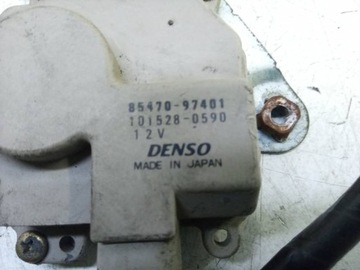 85470-97401
101528-0590
12V
DENSO
MADE IN JAPAN